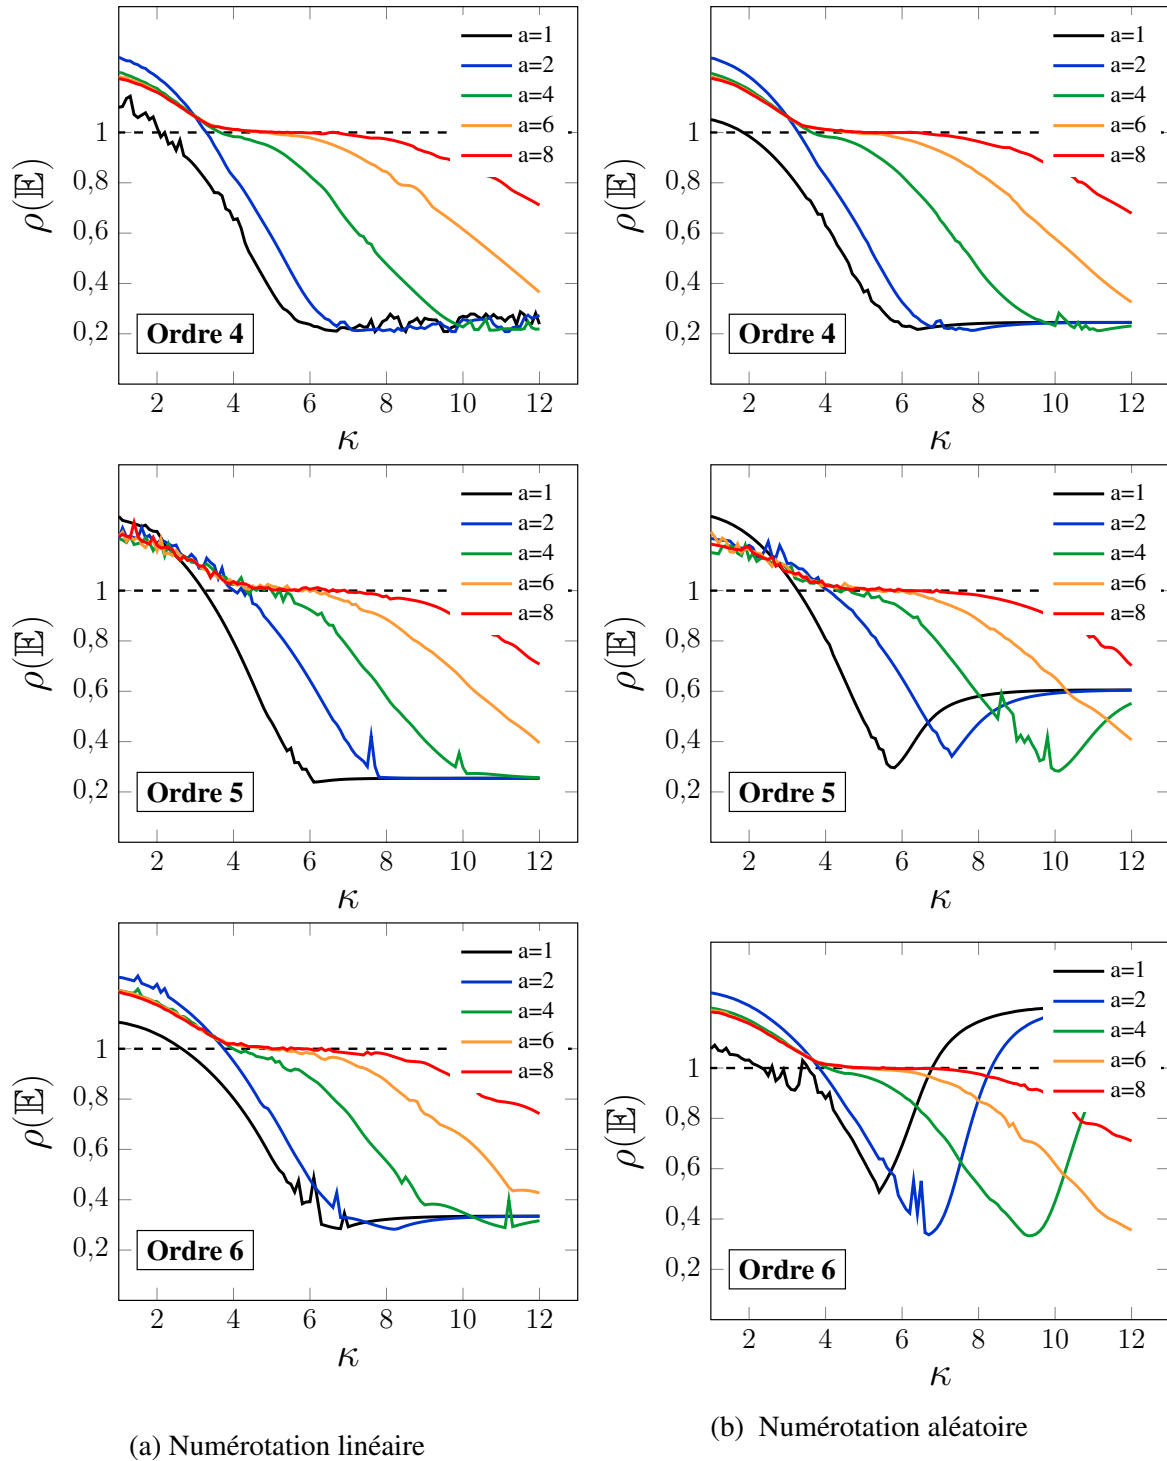 a=1
a=2
a=4
a=6
a=8
1
0,8
0,6
0,4
0,2
ρ(𝔼)
Ordre 4
2 4 6 8 10 12
κ
a=1
a=2
a=4
a=6
a=8
1
0,8
0,6
0,4
0,2
ρ(𝔼)
Ordre 4
2 4 6 8 10 12
κ
a=1
a=2
a=4
a=6
a=8
1
0,8
0,6
0,4
0,2
ρ(𝔼)
Ordre 5
2 4 6 8 10 12
κ
a=1
a=2
a=4
a=6
a=8
1
0,8
0,6
0,4
0,2
ρ(𝔼)
Ordre 5
2 4 6 8 10 12
κ
a=1
a=2
a=4
a=6
a=8
1
0,8
0,6
0,4
0,2
ρ(𝔼)
Ordre 6
2 4 6 8 10 12
κ
a=1
a=2
a=4
a=6
a=8
1
0,8
0,6
0,4
0,2
ρ(𝔼)
Ordre 6
2 4 6 8 10 12
κ
(a) Numérotation linéaire
(b) Numérotation aléatoire